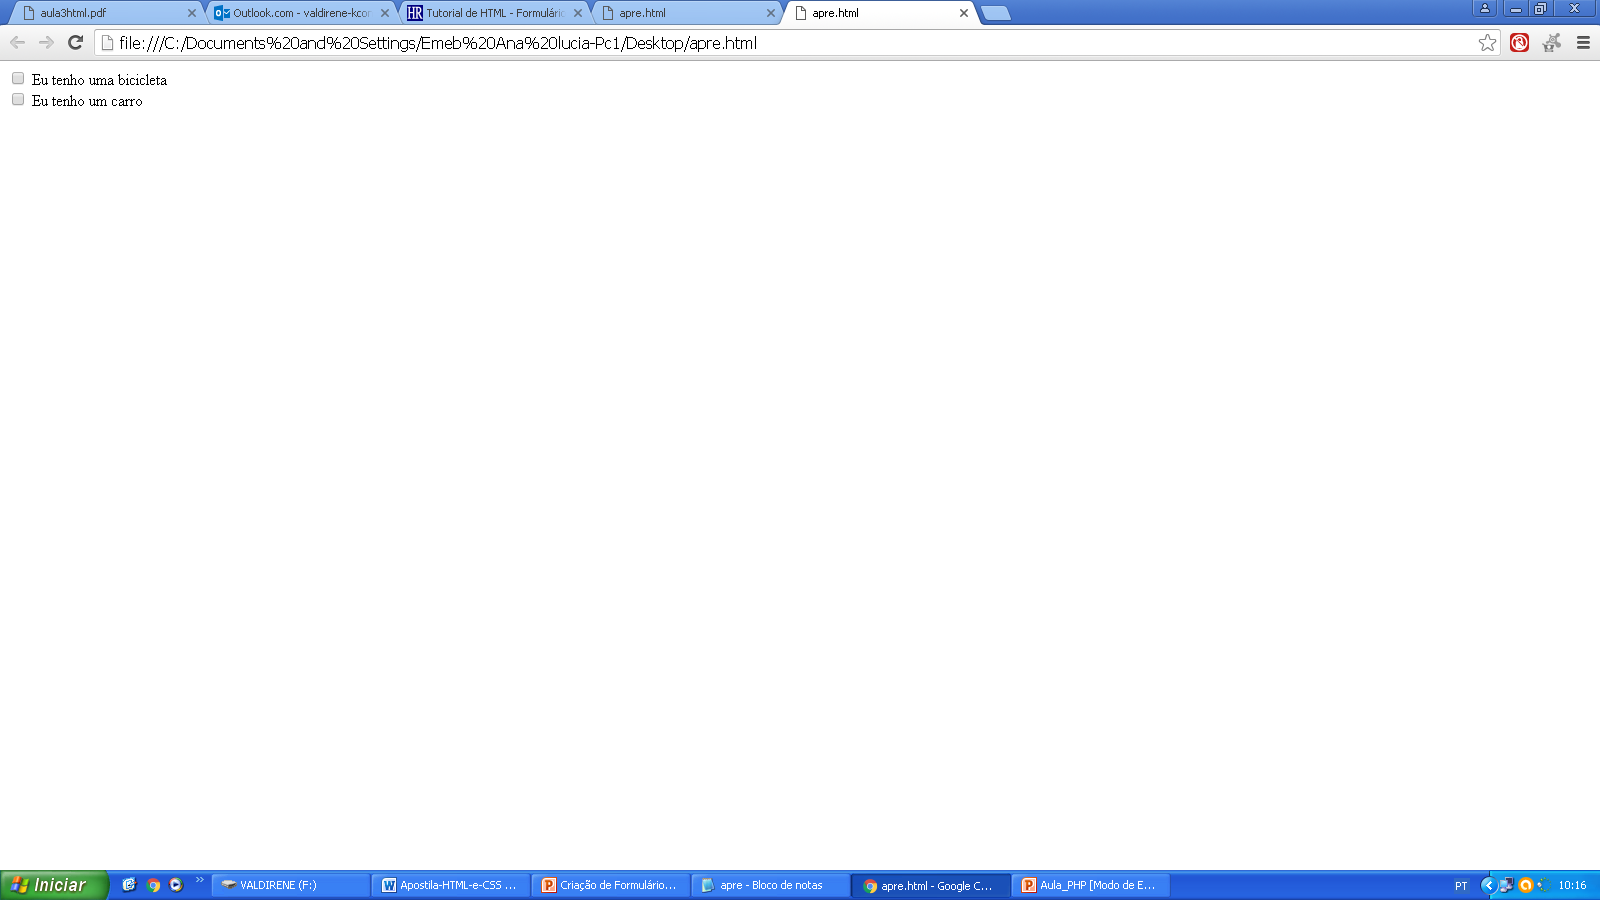 aula3html.pdf
Outlook.com - valdirene-kcor
HR Tutorial de HTML - Formulári
apre.html
apre.html
file:///C:/Documents%20and%20Settings/Emeb%20Ana%20lucia-Pc1/Desktop/apre.html
Eu tenho uma bicicleta
Eu tenho um carro
Iniciar
VALDIRENE (F:)
Apostila-HTML-e-CSS ...
Criação de Formulário...
apre - Bloco de notas
apre.html - Google C...
Aula_PHP [Modo de E...
PT
10:16